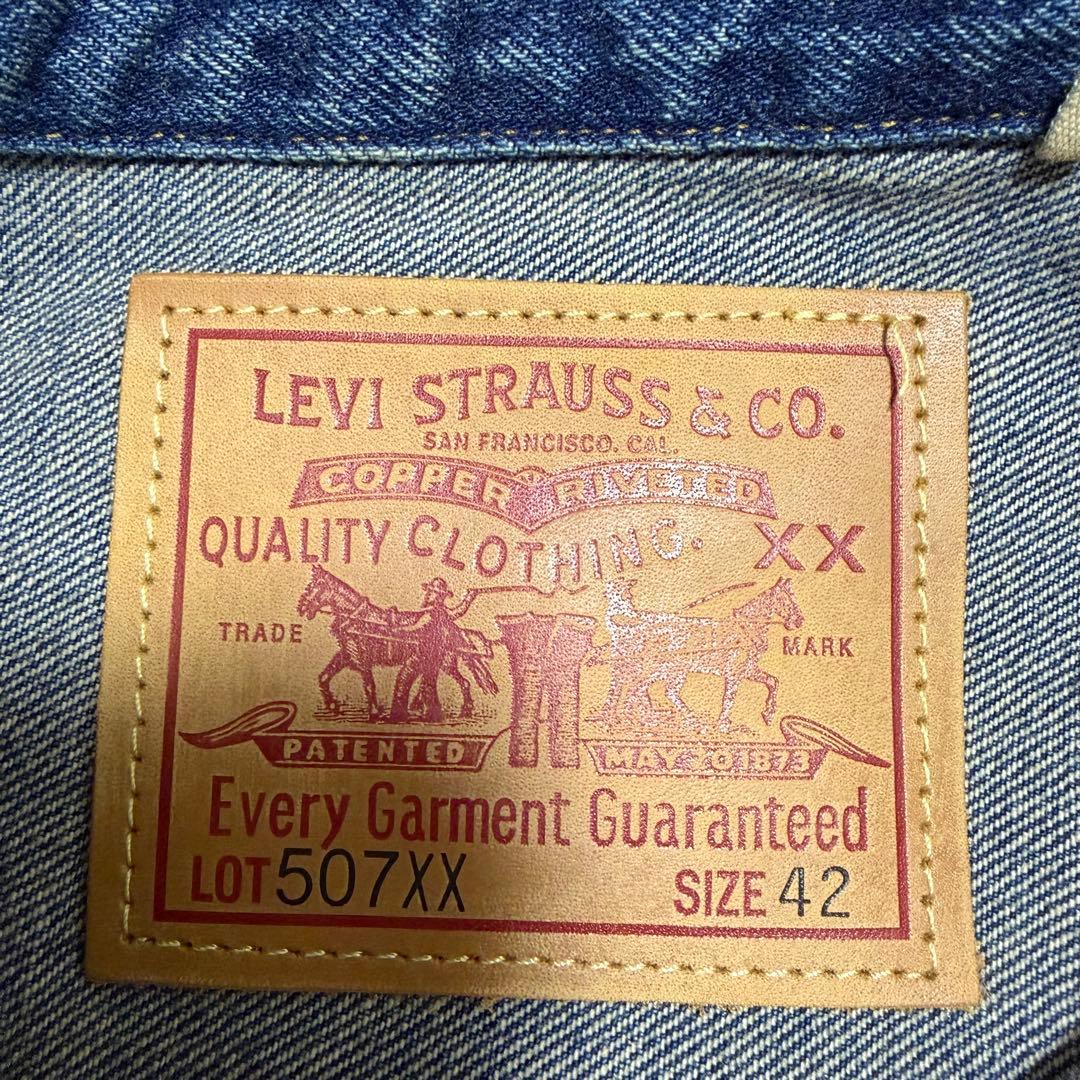 LEVI STRAUSS & CO.
SAN FRANCISCO. CAL.
COPPER RIVETED
QUALITY CLOTHING. XX
TRADE MARK
PATENTED MAY 20 1873
Every Garment Guaranteed
LOT 507XX SIZE 42